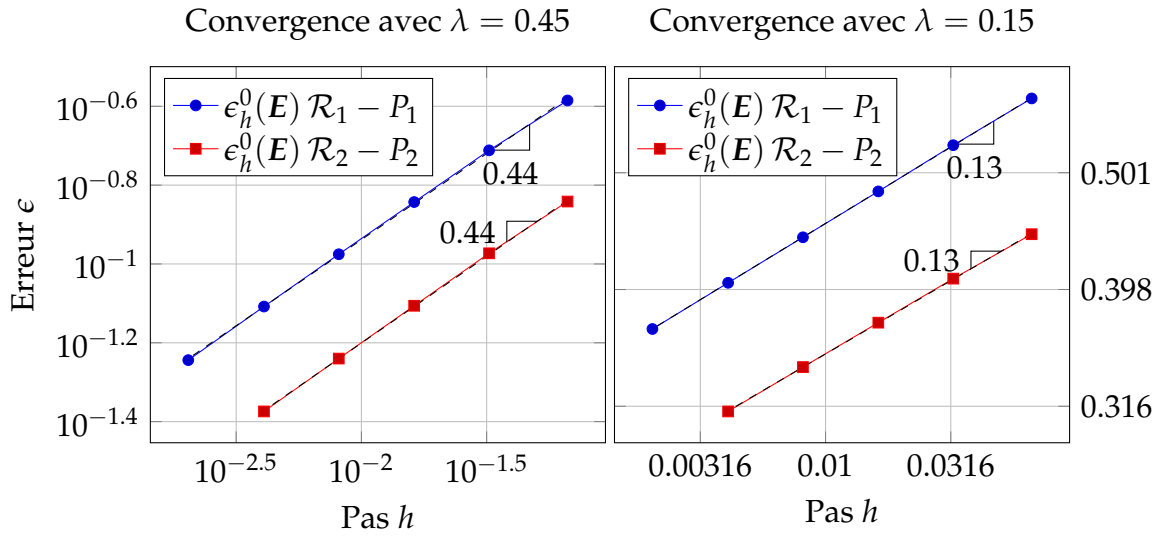 Convergence avec λ = 0.45
Convergence avec λ = 0.15
Erreur ϵ
10^{−0.6}
10^{−0.8}
10^{−1}
10^{−1.2}
10^{−1.4}
ϵ_h^0(E) R_1 − P_1
ϵ_h^0(E) R_2 − P_2
0.44
0.44
10^{−2.5}
10^{−2}
10^{−1.5}
Pas h
ϵ_h^0(E) R_1 − P_1
ϵ_h^0(E) R_2 − P_2
0.13
0.13
0.501
0.398
0.316
0.00316
0.01
0.0316
Pas h